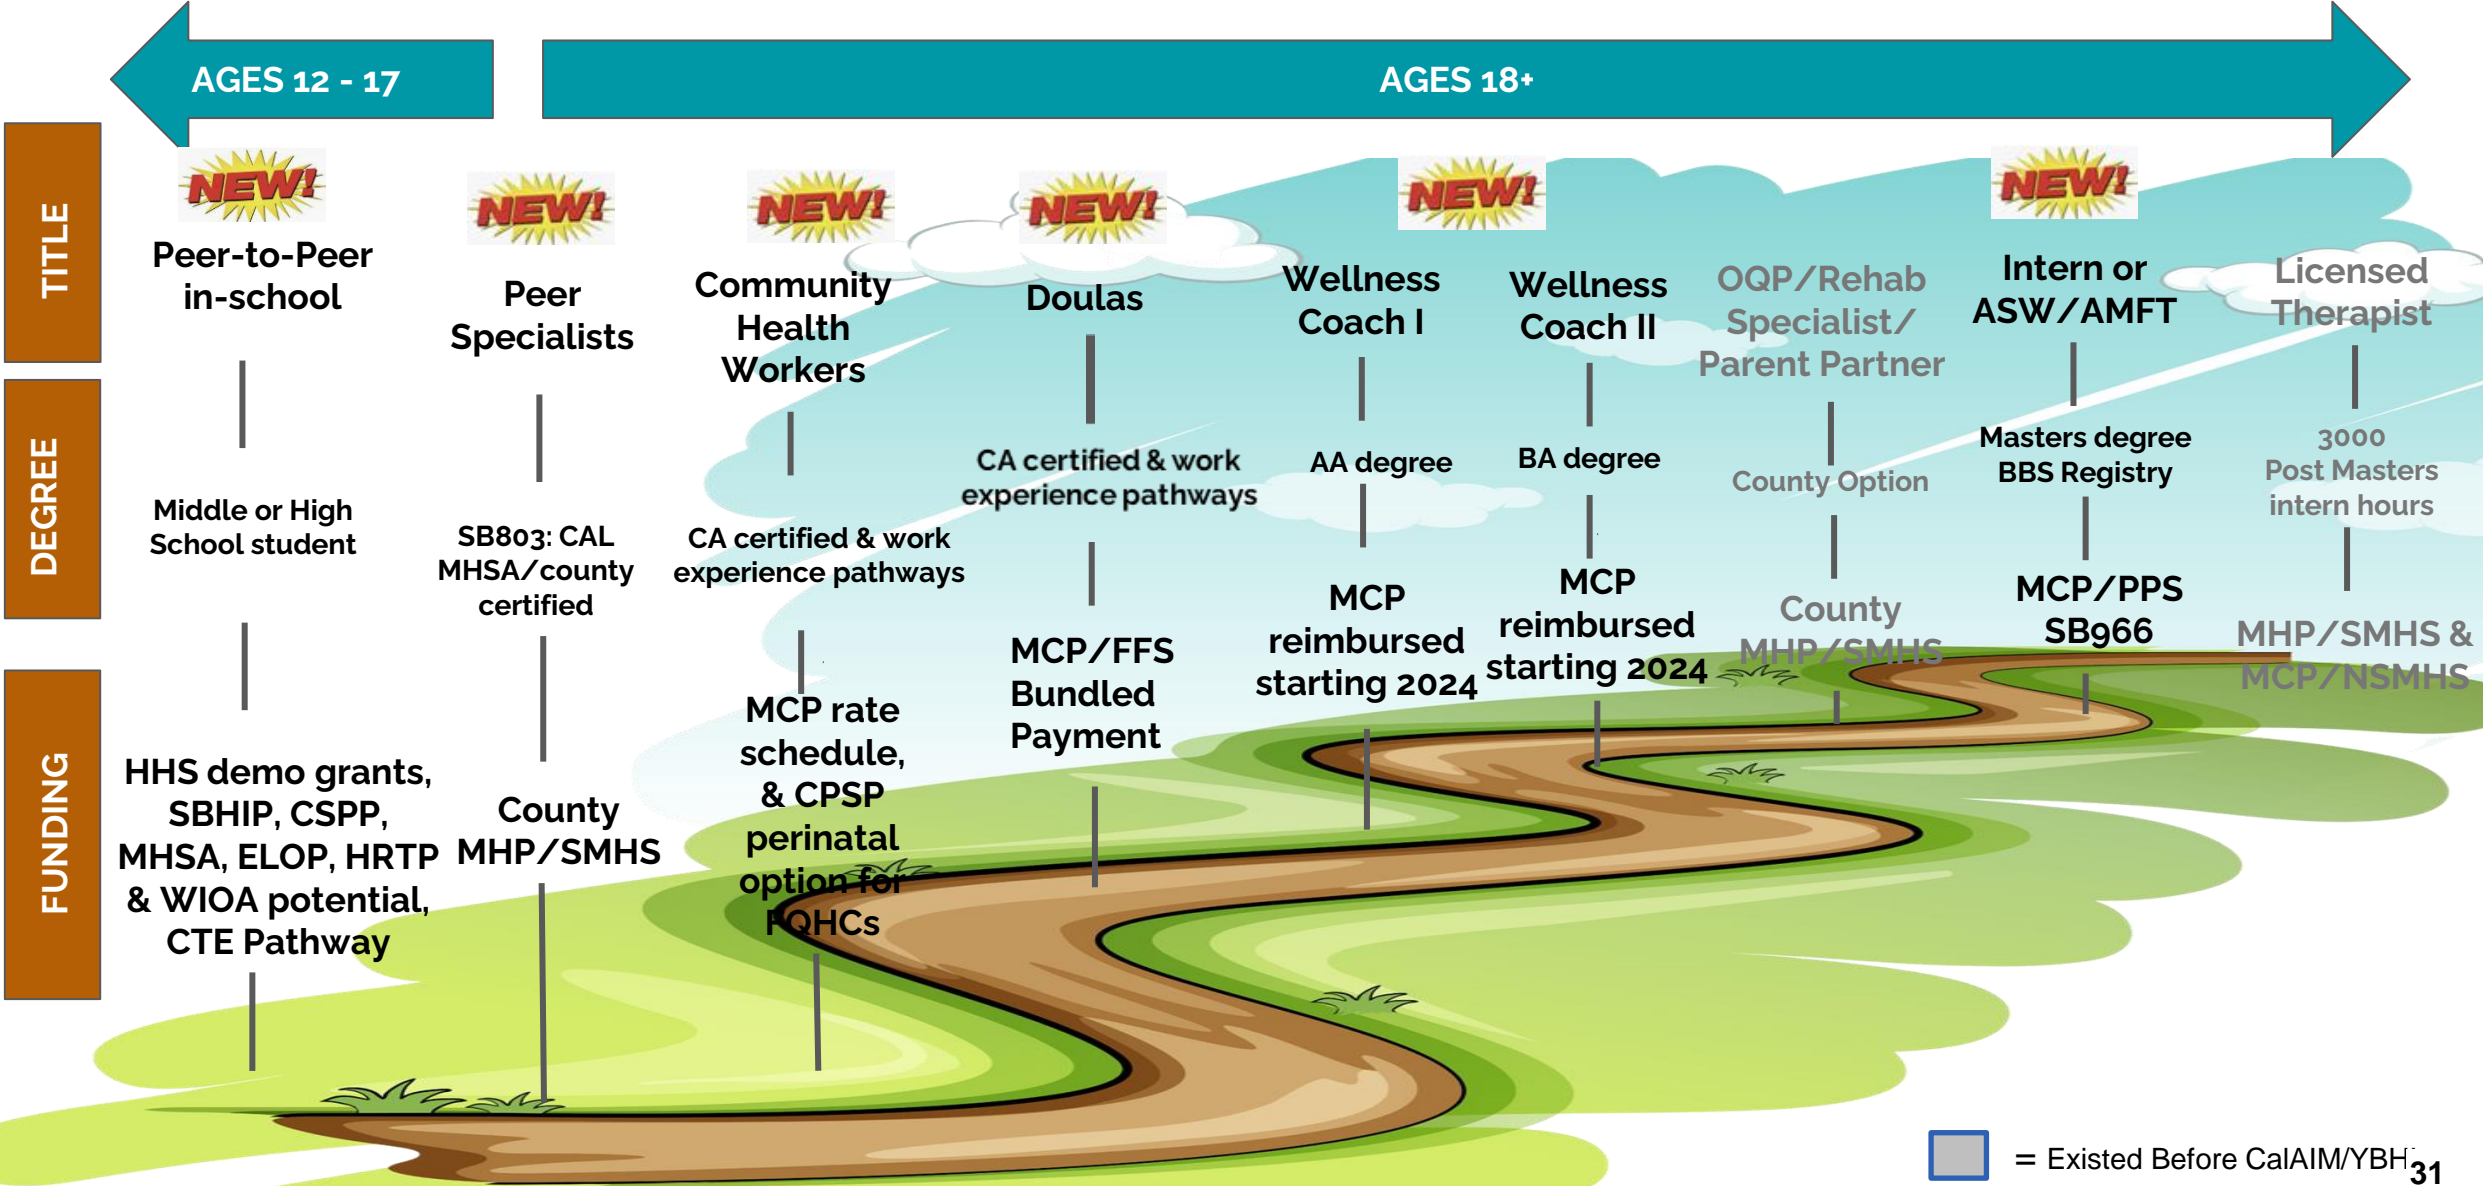 AGES 12 - 17
AGES 18+
TITLE
DEGREE
FUNDING
NEW!
Peer-to-Peer
in-school
Middle or High
School student
HHS demo grants,
SBHIP, CSPP,
MHSA, ELOP, HRTP
& WIOA potential,
CTE Pathway
NEW!
Peer
Specialists
SB803: CAL
MHSA/county
certified
County
MHP/SMHS
NEW!
Community
Health
Workers
CA certified & work
experience pathways
MCP rate
schedule,
& CPSP
perinatal
option for
FQHCs
NEW!
Doulas
CA certified & work
experience pathways
MCP/FFS
Bundled
Payment
NEW!
Wellness
Coach I
AA degree
MCP
reimbursed
starting 2024
Wellness
Coach II
BA degree
MCP
reimbursed
starting 2024
OQP/Rehab
Specialist/
Parent Partner
County Option
County
MHP/SMHS
NEW!
Intern or
ASW/AMFT
Masters degree
BBS Registry
MCP/PPS
SB966
Licensed
Therapist
3000
Post Masters
intern hours
MHP/SMHS &
MCP/NSMHS
= Existed Before CalAIM/YBH
31